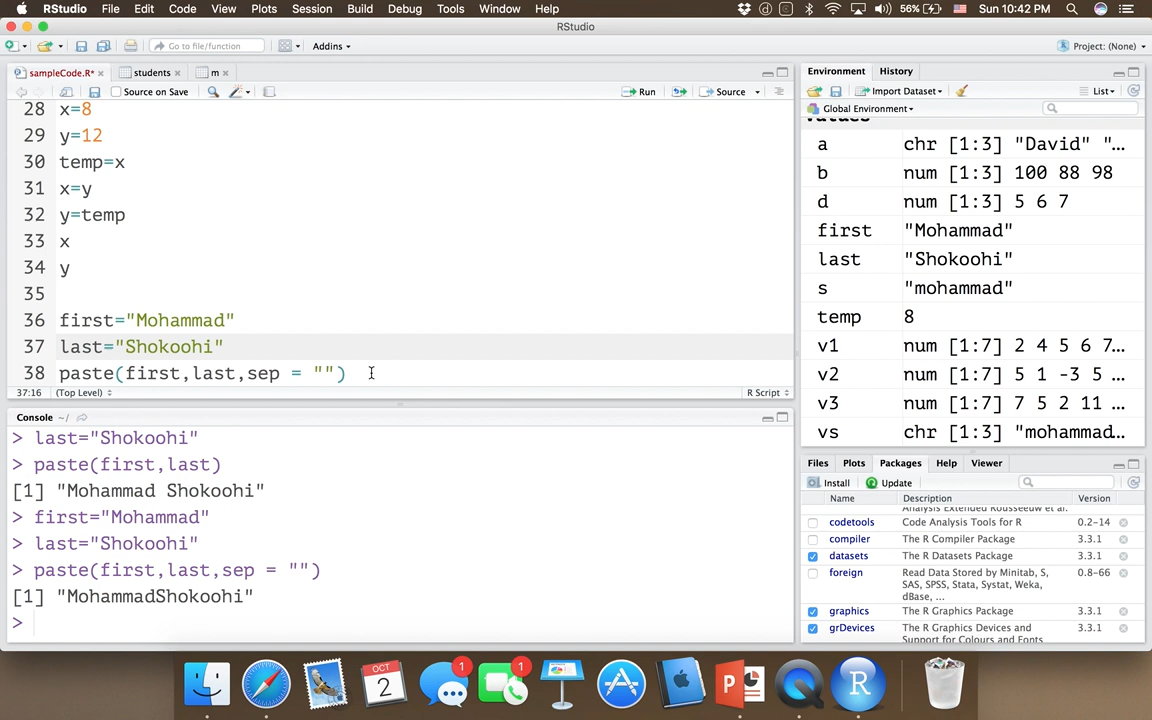 RStudio File Edit Code View Plots Session Build Debug Tools Window Help 56% Sun 10:42 PM
RStudio
Go to file/function Addins Project: (None)
sampleCode.R* students m
Source on Save Run Source
28 x=8
29 y=12
30 temp=x
31 x=y
32 y=temp
33 x
34 y
35
36 first="Mohammad"
37 last="Shokoohi"
38 paste(first,last,sep = "")
37:16 (Top Level) R Script
Console ~/
> last="Shokoohi"
> paste(first,last)
[1] "Mohammad Shokoohi"
> first="Mohammad"
> last="Shokoohi"
> paste(first,last,sep = "")
[1] "MohammadShokoohi"
>
Environment History
Import Dataset List
Global Environment
values
a chr [1:3] "David" "…
b num [1:3] 100 88 98
d num [1:3] 5 6 7
first "Mohammad"
last "Shokoohi"
s "mohammad"
temp 8
v1 num [1:7] 2 4 5 6 7…
v2 num [1:7] 5 1 -3 5 …
v3 num [1:7] 7 5 2 11 …
vs chr [1:3] "mohammad…
Files Plots Packages Help Viewer
Install Update
Name Description Version
Analysis Extended Rousseeuw et al.
codetools Code Analysis Tools for R 0.2-14
compiler The R Compiler Package 3.3.1
datasets The R Datasets Package 3.3.1
foreign Read Data Stored by Minitab, S, 0.8-66
SAS, SPSS, Stata, Systat, Weka,
dBase, ...
graphics The R Graphics Package 3.3.1
grDevices The R Graphics Devices and 3.3.1
Support for Colours and Fonts
OCT
2
1
1
P
R